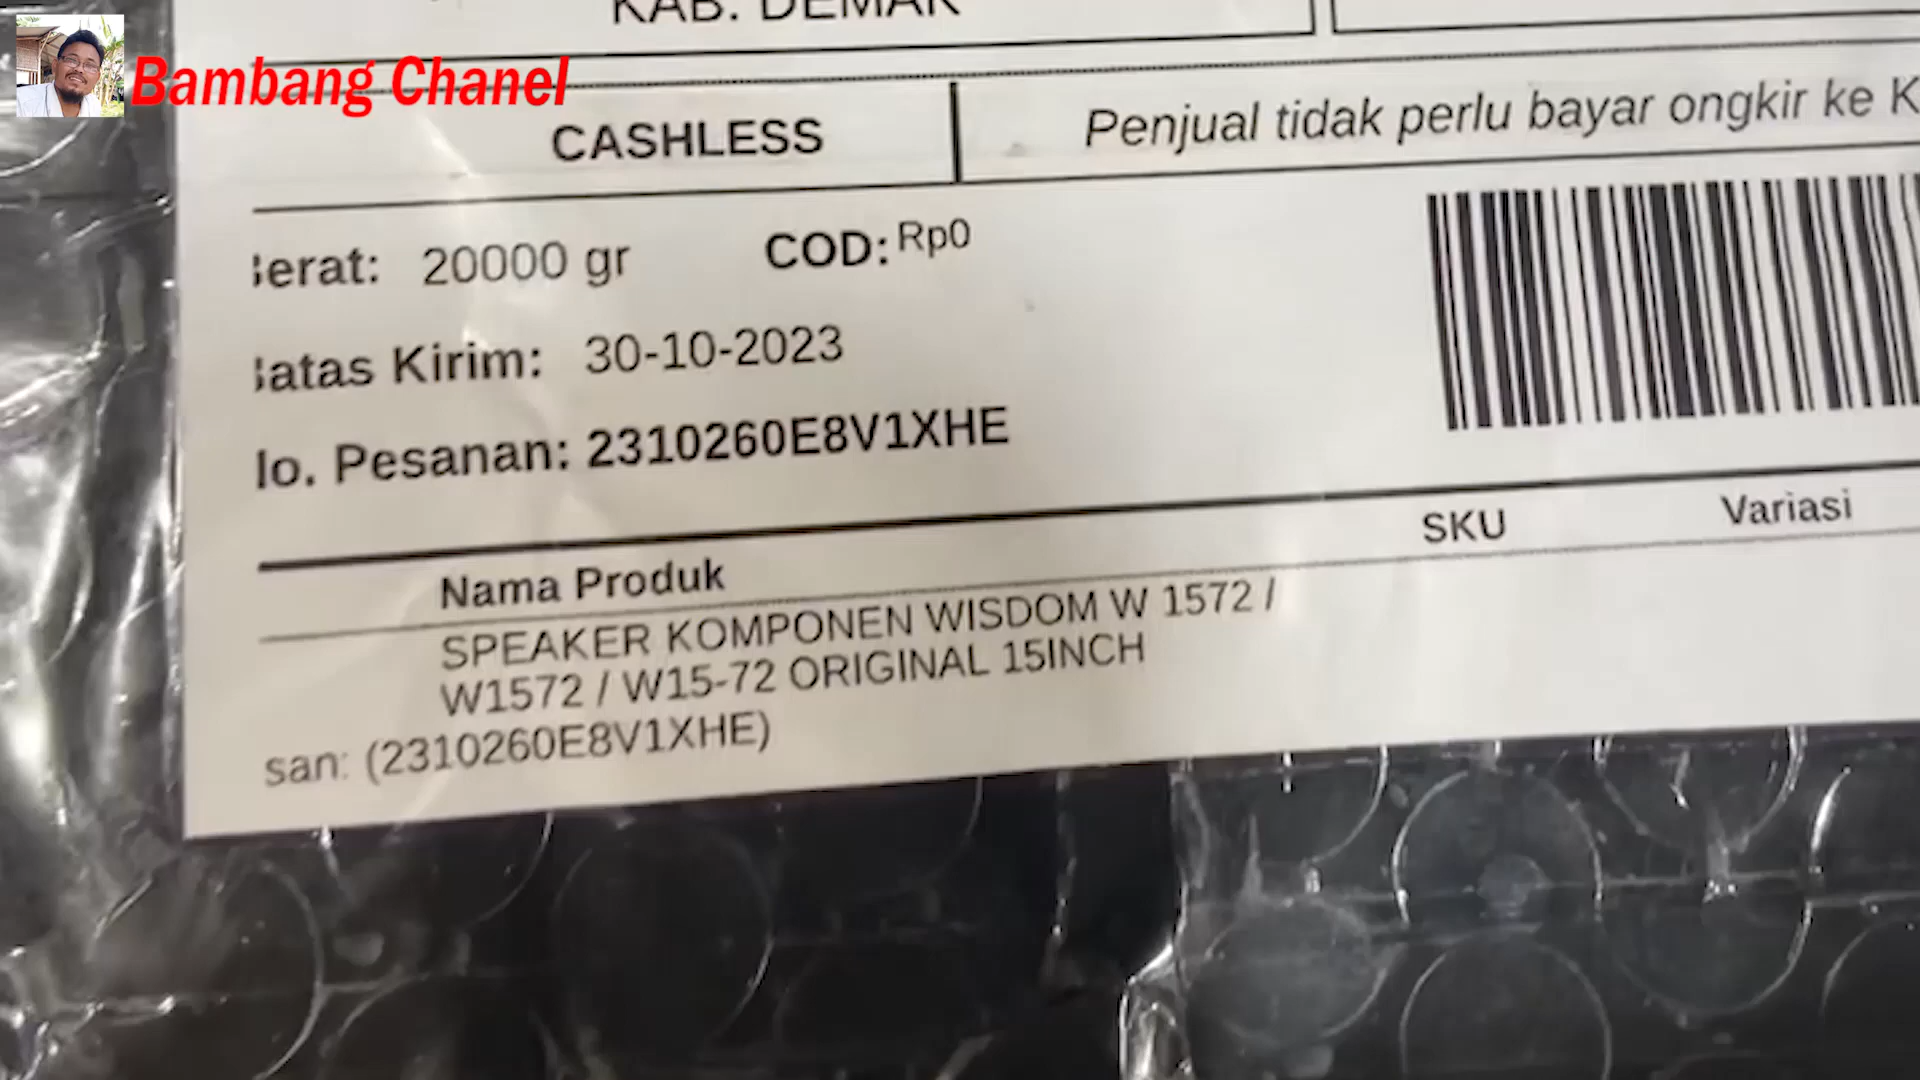 KAB. DEMAK
Bambang Chanel
CASHLESS
Penjual tidak perlu bayar ongkir ke K
erat: 20000 gr COD: Rp0
atas Kirim: 30-10-2023
o. Pesanan: 2310260E8V1XHE
Nama Produk SKU Variasi
SPEAKER KOMPONEN WISDOM W 1572 /
W1572 / W15-72 ORIGINAL 15INCH
san: (2310260E8V1XHE)